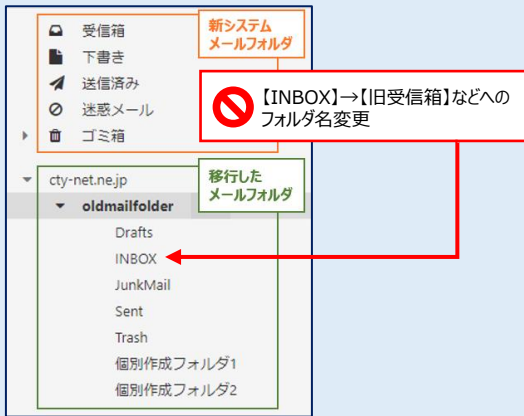 受信箱
新システム
メールフォルダ
下書き
送信済み
迷惑メール
ゴミ箱
【INBOX】→【旧受信箱】などへの
フォルダ名変更
cty-net.ne.jp
移行した
メールフォルダ
oldmailfolder
Drafts
INBOX
JunkMail
Sent
Trash
個別作成フォルダ1
個別作成フォルダ2